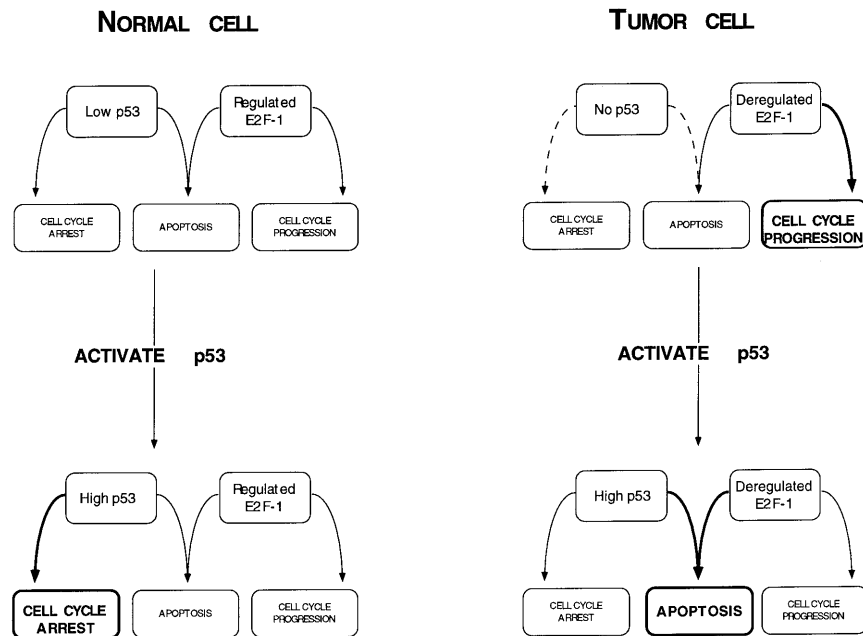 NORMAL CELL
Low p53
Regulated
E2F-1
CELL CYCLE
ARREST
APOPTOSIS
CELL CYCLE
PROGRESSION
ACTIVATE p53
High p53
Regulated
E2F-1
CELL CYCLE
ARREST
APOPTOSIS
CELL CYCLE
PROGRESSION
TUMOR CELL
No p53
Deregulated
E2F-1
CELL CYCLE
ARREST
APOPTOSIS
CELL CYCLE
PROGRESSION
ACTIVATE p53
High p53
Deregulated
E2F-1
CELL CYCLE
ARREST
APOPTOSIS
CELL CYCLE
PROGRESSION